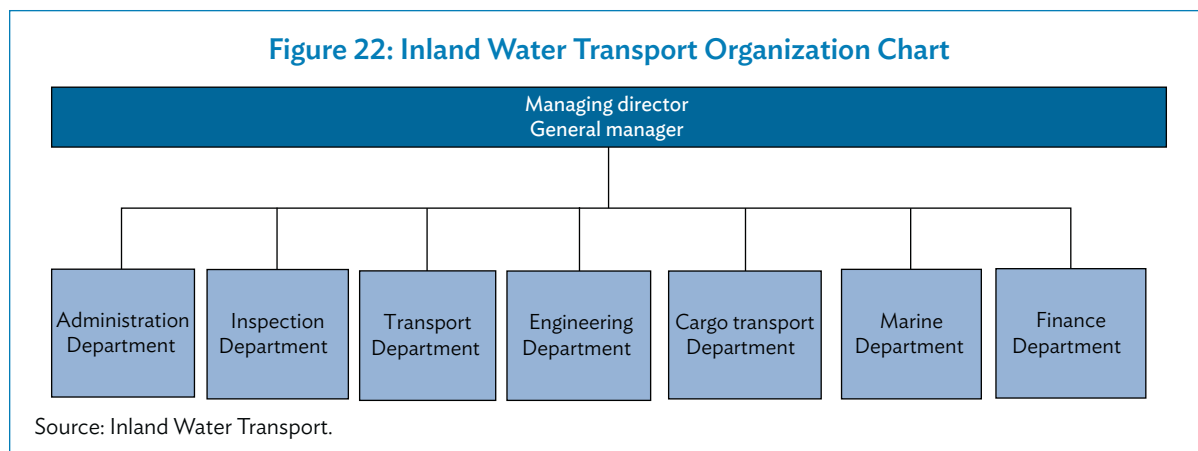 Figure 22: Inland Water Transport Organization Chart
Managing director
General manager
Administration
Department
Inspection
Department
Transport
Department
Engineering
Department
Cargo transport
Department
Marine
Department
Finance
Department
Source: Inland Water Transport.